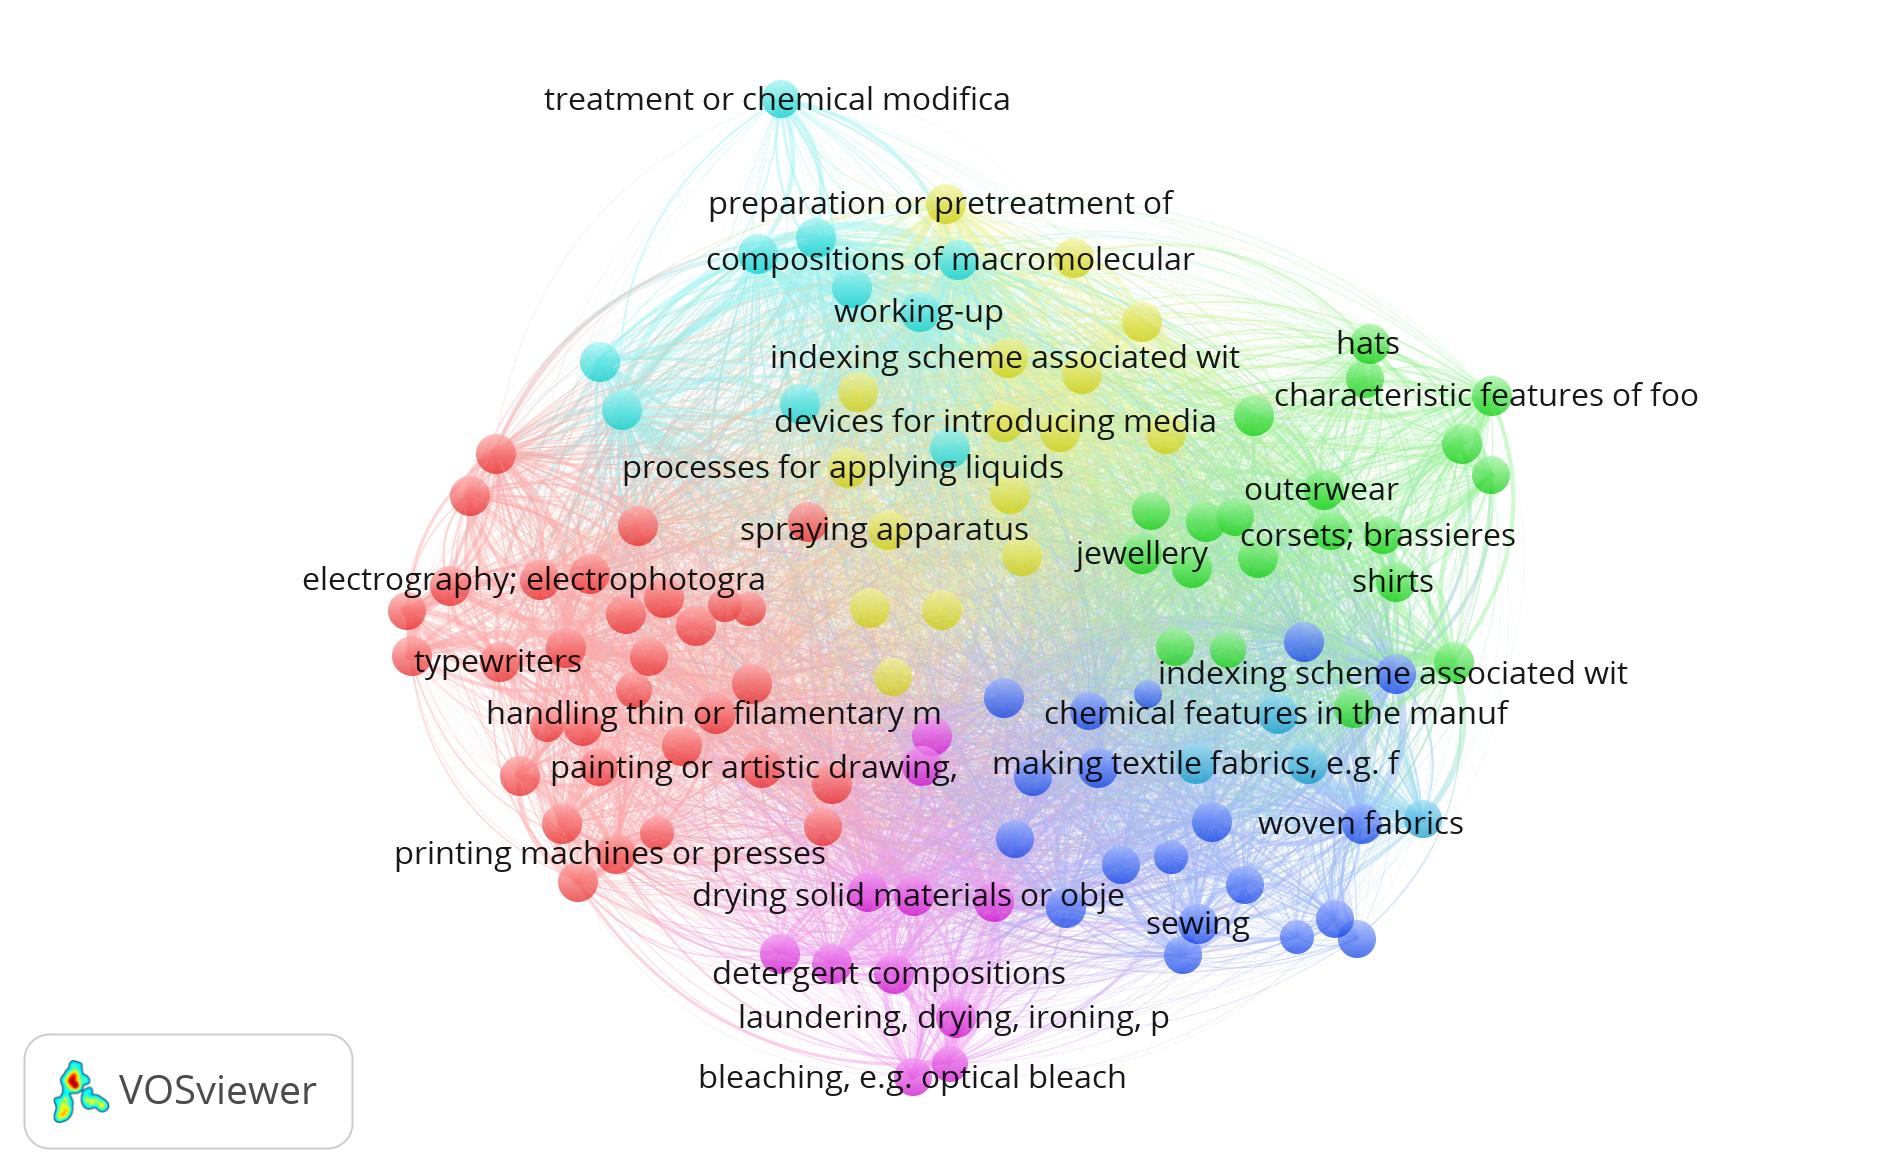 treatment or chemical modifica
preparation or pretreatment of
compositions of macromolecular
working-up
hats
indexing scheme associated wit
characteristic features of foo
devices for introducing media
processes for applying liquids
outerwear
spraying apparatus
corsets; brassieres
jewellery
electrography; electrophotogra
shirts
typewriters
indexing scheme associated wit
handling thin or filamentary m
chemical features in the manuf
painting or artistic drawing,
making textile fabrics, e.g. f
woven fabrics
printing machines or presses
drying solid materials or obje
sewing
detergent compositions
laundering, drying, ironing, p
bleaching, e.g. optical bleach
VOSviewer